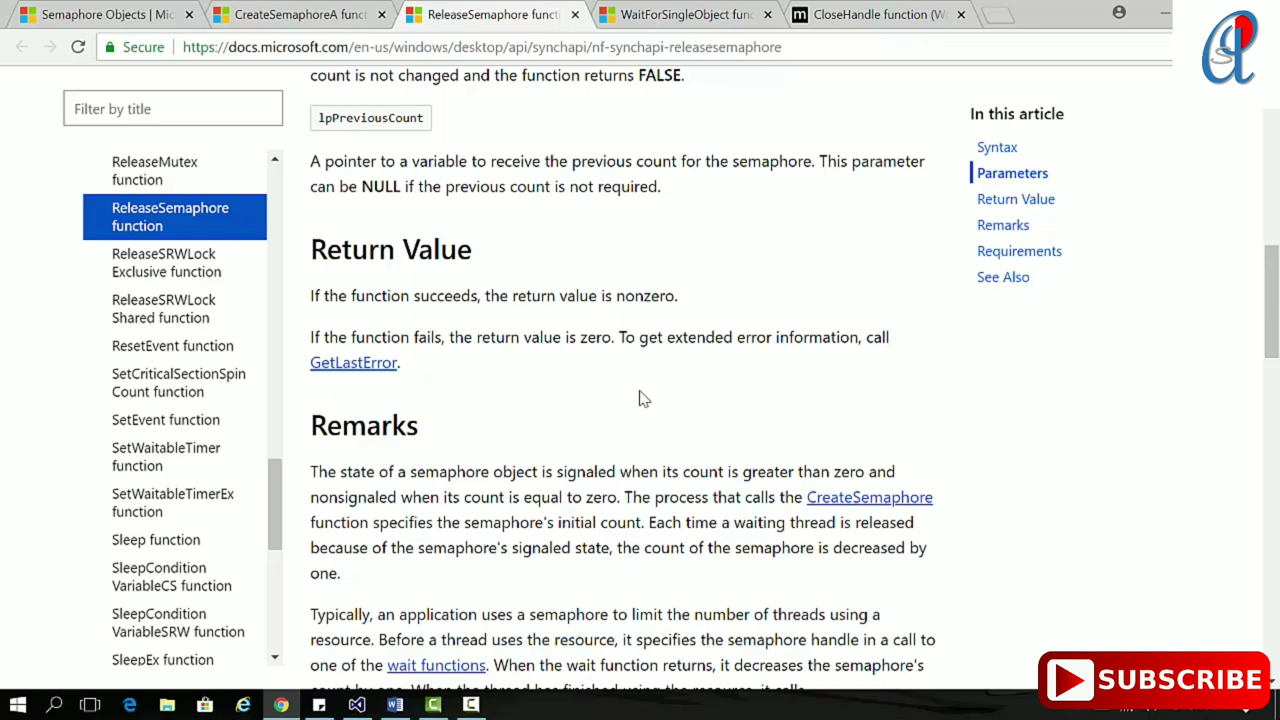 Semaphore Objects | Mic
CreateSemaphoreA funct
ReleaseSemaphore functi
WaitForSingleObject func
CloseHandle function (W
Secure
https://docs.microsoft.com/en-us/windows/desktop/api/synchapi/nf-synchapi-releasesemaphore
Filter by title
ReleaseMutex
function
ReleaseSemaphore
function
ReleaseSRWLock
Exclusive function
ReleaseSRWLock
Shared function
ResetEvent function
SetCriticalSectionSpin
Count function
SetEvent function
SetWaitableTimer
function
SetWaitableTimerEx
function
Sleep function
SleepCondition
VariableCS function
SleepCondition
VariableSRW function
SleepEx function
count is not changed and the function returns FALSE.
lpPreviousCount
A pointer to a variable to receive the previous count for the semaphore. This parameter
can be NULL if the previous count is not required.
Return Value
If the function succeeds, the return value is nonzero.
If the function fails, the return value is zero. To get extended error information, call
GetLastError.
Remarks
The state of a semaphore object is signaled when its count is greater than zero and
nonsignaled when its count is equal to zero. The process that calls the CreateSemaphore
function specifies the semaphore's initial count. Each time a waiting thread is released
because of the semaphore's signaled state, the count of the semaphore is decreased by
one.
Typically, an application uses a semaphore to limit the number of threads using a
resource. Before a thread uses the resource, it specifies the semaphore handle in a call to
one of the wait functions. When the wait function returns, it decreases the semaphore's
In this article
Syntax
Parameters
Return Value
Remarks
Requirements
See Also
SUBSCRIBE